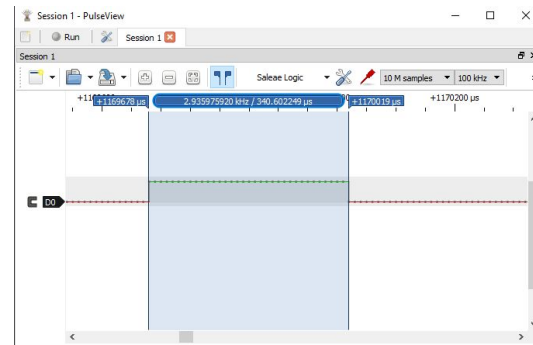 Session 1 - PulseView
Run Session 1
Session 1
Saleae Logic 10 M samples 100 kHz
+1169678 µs 2.935975920 kHz / 340.602249 µs +1170019 µs +1170200 µs
D0